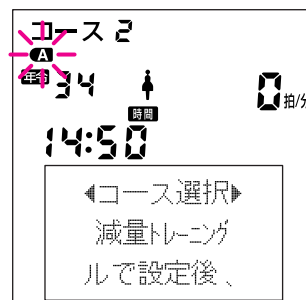 コース 2
A
年令 34 0 拍/分
時間
14:50
◀コース選択▶
減量トレーニング
ルで設定後、